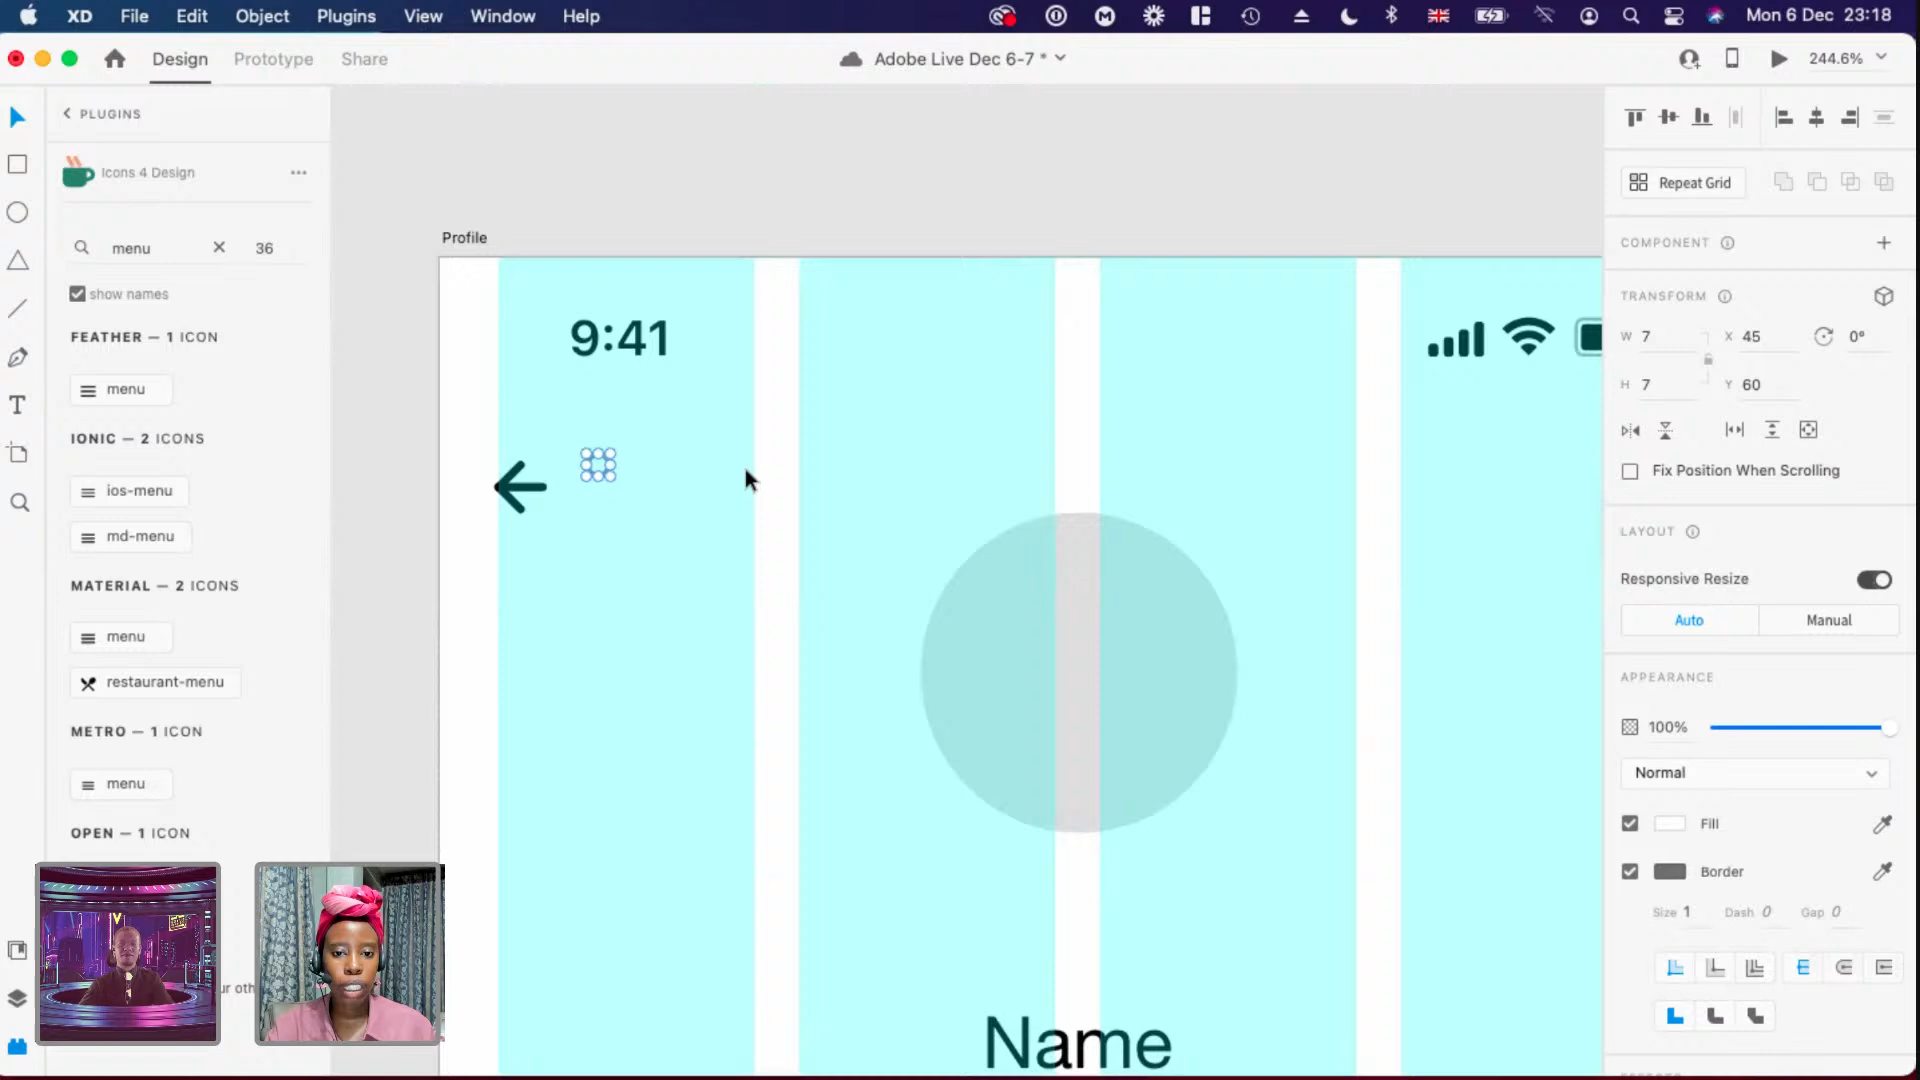 XD File Edit Object Plugins View Window Help Mon 6 Dec 23:18
Design Prototype Share Adobe Live Dec 6-7 * 244.6%
PLUGINS
Icons 4 Design
menu 36
show names
FEATHER — 1 ICON
menu
IONIC — 2 ICONS
ios-menu
md-menu
MATERIAL — 2 ICONS
menu
restaurant-menu
METRO — 1 ICON
menu
OPEN — 1 ICON
ur oth
Profile
9:41
Name
Repeat Grid
COMPONENT
TRANSFORM
W 7 X 45 0°
H 7 Y 60
Fix Position When Scrolling
LAYOUT
Responsive Resize
Auto Manual
APPEARANCE
100%
Normal
Fill
Border
Size 1 Dash 0 Gap 0